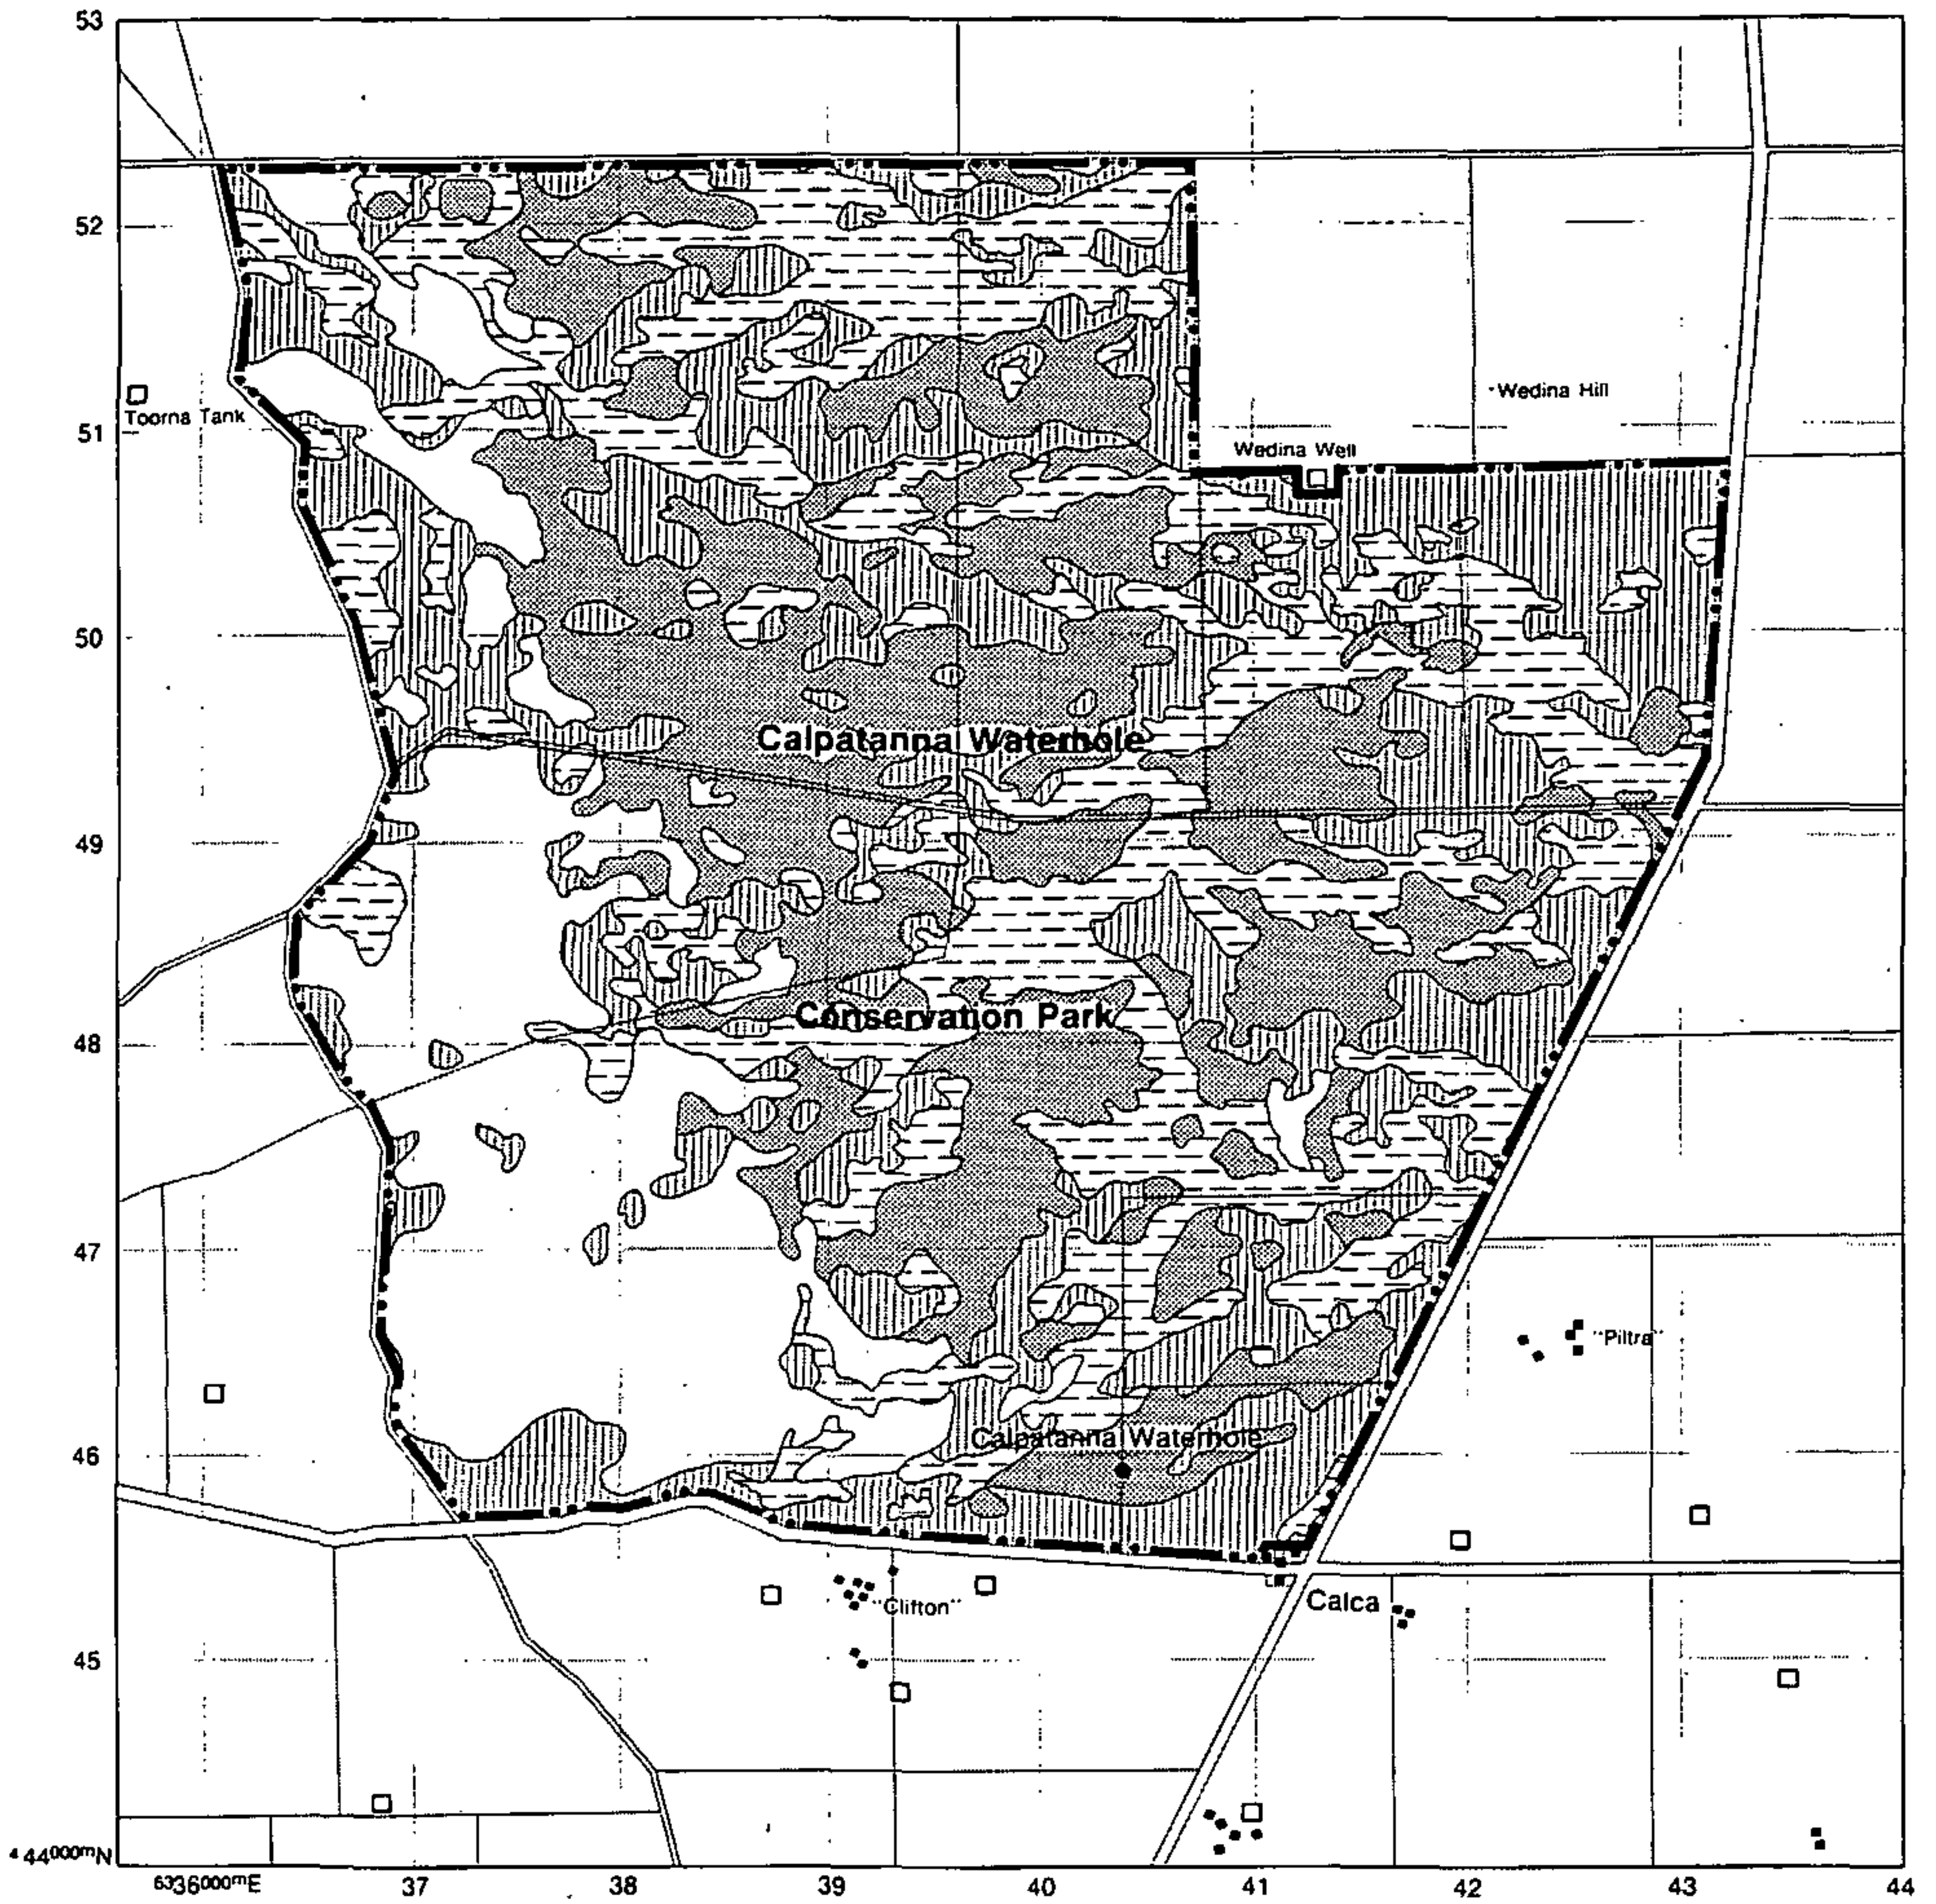 53
52
Wedina Hill
51
Toorna Tank
Wedina Well
50
Calpatanna Waterhole
49
Conservation Park
48
47
"Piltra"
46
Calpatanna Waterhole
Calca
"Clifton"
45
4 44000mN
6336000mE 37 38 39 40 41 42 43 44